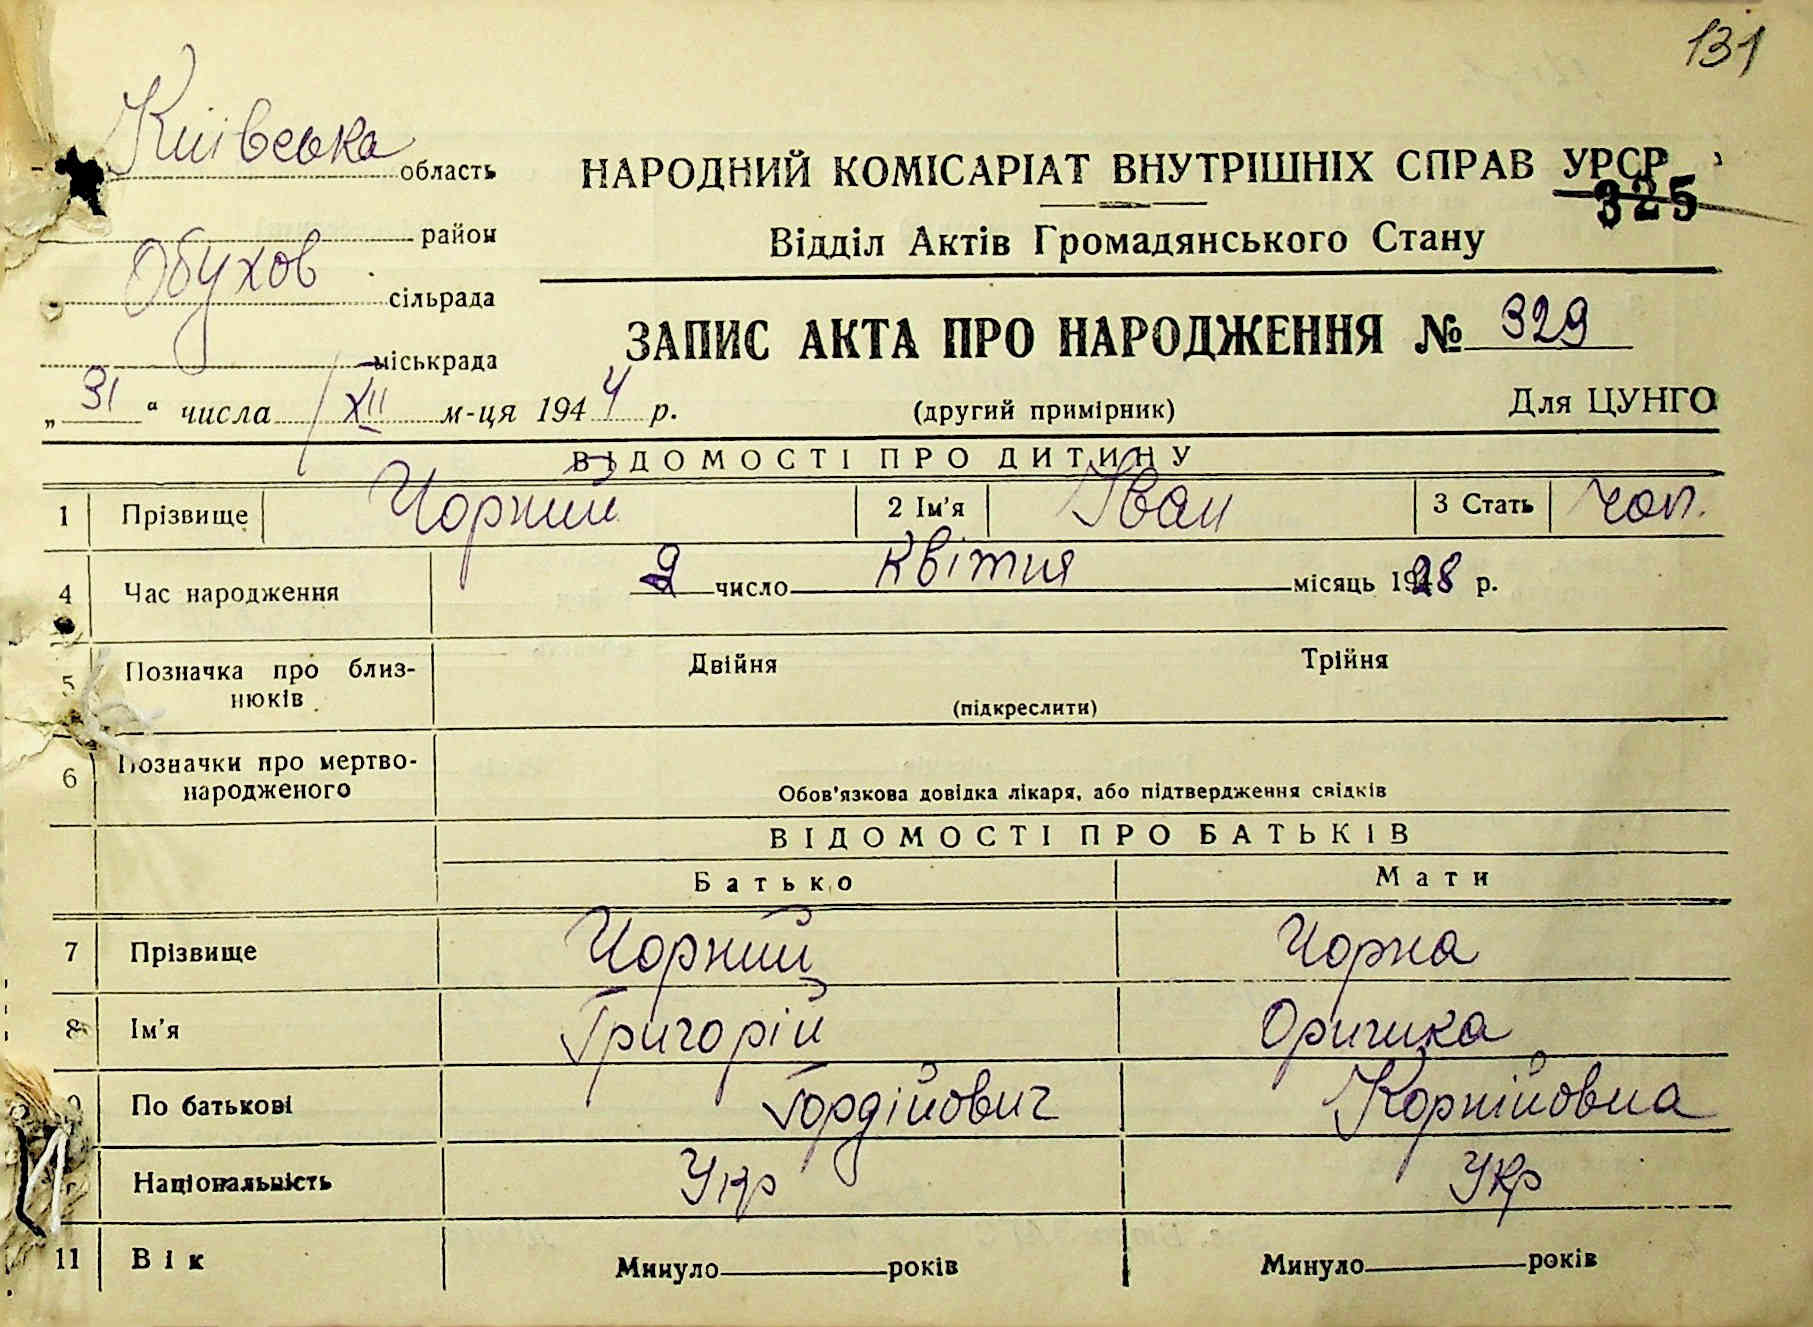 131
Київська область
НАРОДНИЙ КОМІСАРІАТ ВНУТРІШНІХ СПРАВ УРСР
325
район
Обухов
Відділ Актів Громадянського Стану
сільрада
ЗАПИС АКТА ПРО НАРОДЖЕННЯ № 329
міськрада
„31“ числа XII м-ця 1944 р.
(другий примірник)
Для ЦУНГО
ВІДОМОСТІ ПРО ДИТИНУ
1 Прізвище Чорний 2 Ім'я Іван 3 Стать чол.
4 Час народження 2 число квітня місяць 1928 р.
5 Позначка про близнюків Двійня Трійня
(підкреслити)
6 Позначки про мертвонародженого
Обов'язкова довідка лікаря, або підтвердження свідків
ВІДОМОСТІ ПРО БАТЬКІВ
Батько Мати
7 Прізвище Чорний Чорна
8 Ім'я Григорій Оришка
9 По батькові Гордійович Корнійовна
Національність Укр Укр
11 Вік Минуло років Минуло років